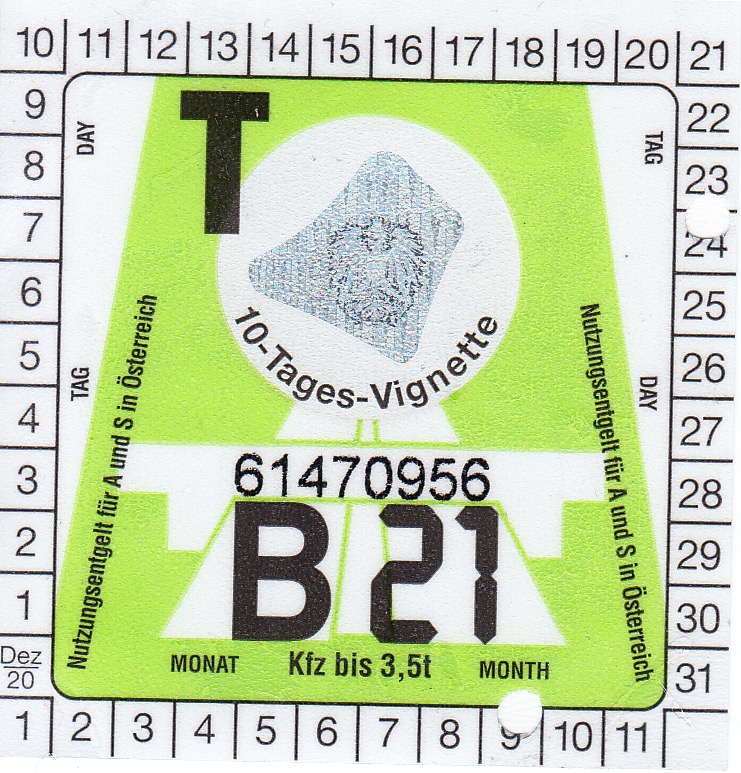 10 11 12 13 14 15 16 17 18 19 20 21
9 22
8 23
7 24
6 25
5 26
4 27
3 28
2 29
1 30
Dez
20
31
1 2 3 4 5 6 7 8 9 10 11
DAY
TAG
T
10-Tages-Vignette
TAG
DAY
Nutzungsentgelt für A und S in Österreich
Nutzungsentgelt für A und S in Österreich
61470956
B 21
MONAT Kfz bis 3,5t MONTH